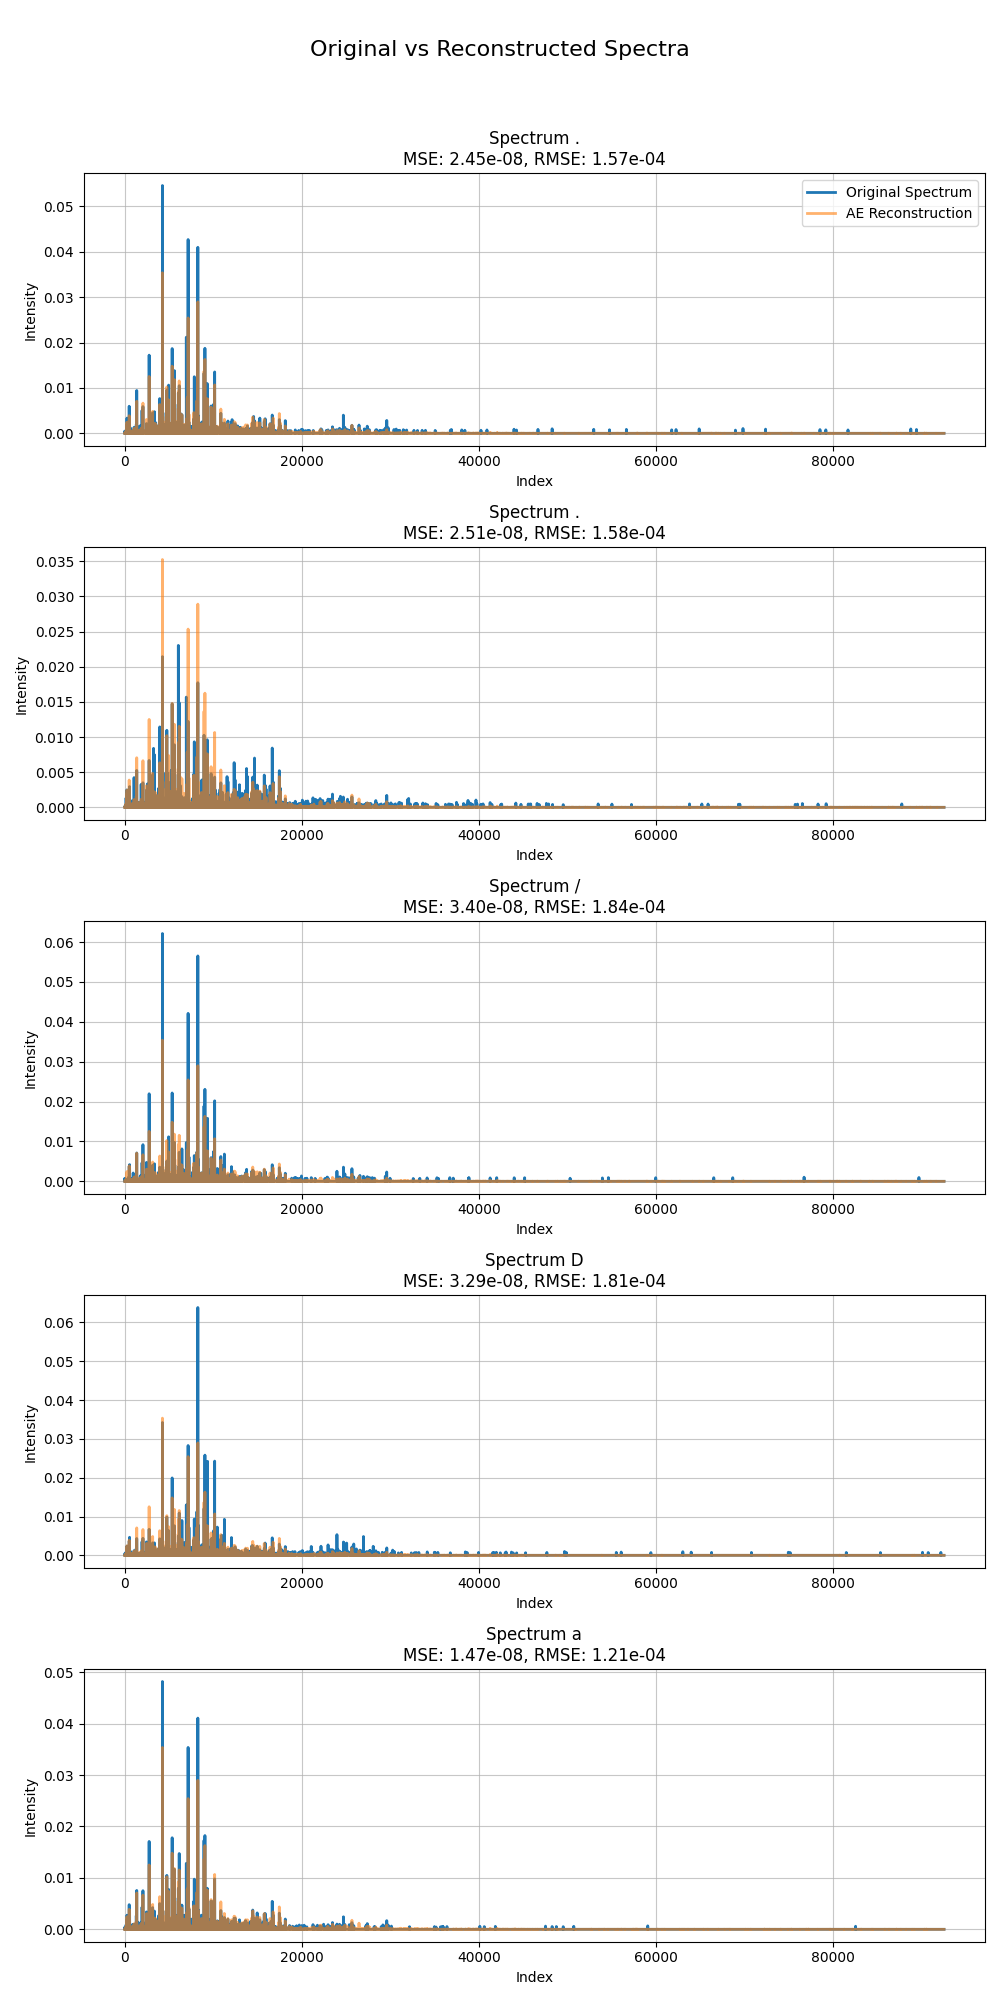 Original vs Reconstructed Spectra
Spectrum .
MSE: 2.45e-08, RMSE: 1.57e-04
Original Spectrum
AE Reconstruction
0.05
0.04
0.03
0.02
0.01
0.00
Intensity
0 20000 40000 60000 80000
Index
Spectrum .
MSE: 2.51e-08, RMSE: 1.58e-04
0.035
0.030
0.025
0.020
0.015
0.010
0.005
0.000
Intensity
0 20000 40000 60000 80000
Index
Spectrum /
MSE: 3.40e-08, RMSE: 1.84e-04
0.06
0.05
0.04
0.03
0.02
0.01
0.00
Intensity
0 20000 40000 60000 80000
Index
Spectrum D
MSE: 3.29e-08, RMSE: 1.81e-04
0.06
0.05
0.04
0.03
0.02
0.01
0.00
Intensity
0 20000 40000 60000 80000
Index
Spectrum a
MSE: 1.47e-08, RMSE: 1.21e-04
0.05
0.04
0.03
0.02
0.01
0.00
Intensity
0 20000 40000 60000 80000
Index